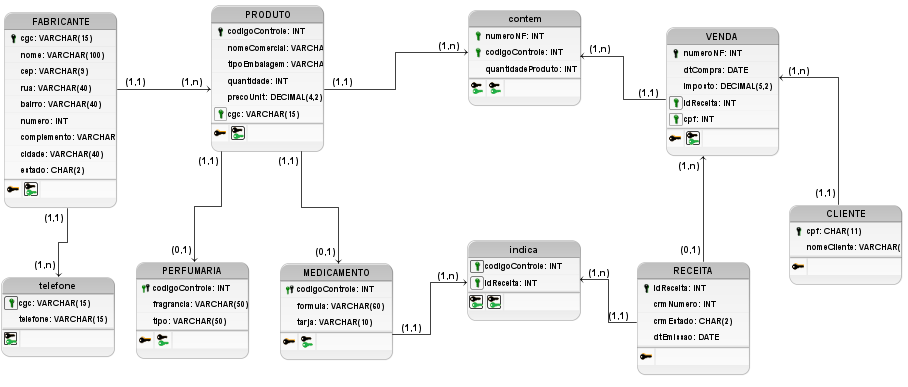 FABRICANTE
cgc: VARCHAR(15)
nome: VARCHAR(100)
cep: VARCHAR(9)
rua: VARCHAR(40)
bairro: VARCHAR(40)
numero: INT
complemento: VARCHAR
cidade: VARCHAR(40)
estado: CHAR(2)
(1,1)
(1,n)
(1,1)
(1,n)
telefone
cgc: VARCHAR(15)
telefone: VARCHAR(15)
PRODUTO
codigoControle: INT
nomeComercial: VARCHA
tipoEmbalagem: VARCHA
quantidade: INT
precoUnit: DECIMAL(4,2)
cgc: VARCHAR(15)
(1,1)
(1,n)
(1,1)
(1,1)
(0,1)
(0,1)
PERFUMARIA
codigoControle: INT
fragrancia: VARCHAR(50)
tipo: VARCHAR(50)
MEDICAMENTO
codigoControle: INT
formula: VARCHAR(60)
tarja: VARCHAR(10)
(1,1)
(1,n)
contem
numeroNF: INT
codigoControle: INT
quantidadeProduto: INT
(1,n)
(1,1)
indica
codigoControle: INT
idReceita: INT
(1,n)
(1,1)
VENDA
numeroNF: INT
dtCompra: DATE
imposto: DECIMAL(5,2)
idReceita: INT
cpf: INT
(1,n)
(1,n)
(0,1)
(1,1)
RECEITA
idReceita: INT
crmNumero: INT
crmEstado: CHAR(2)
dtEmissao: DATE
CLIENTE
cpf: CHAR(11)
nomeCliente: VARCHAR(